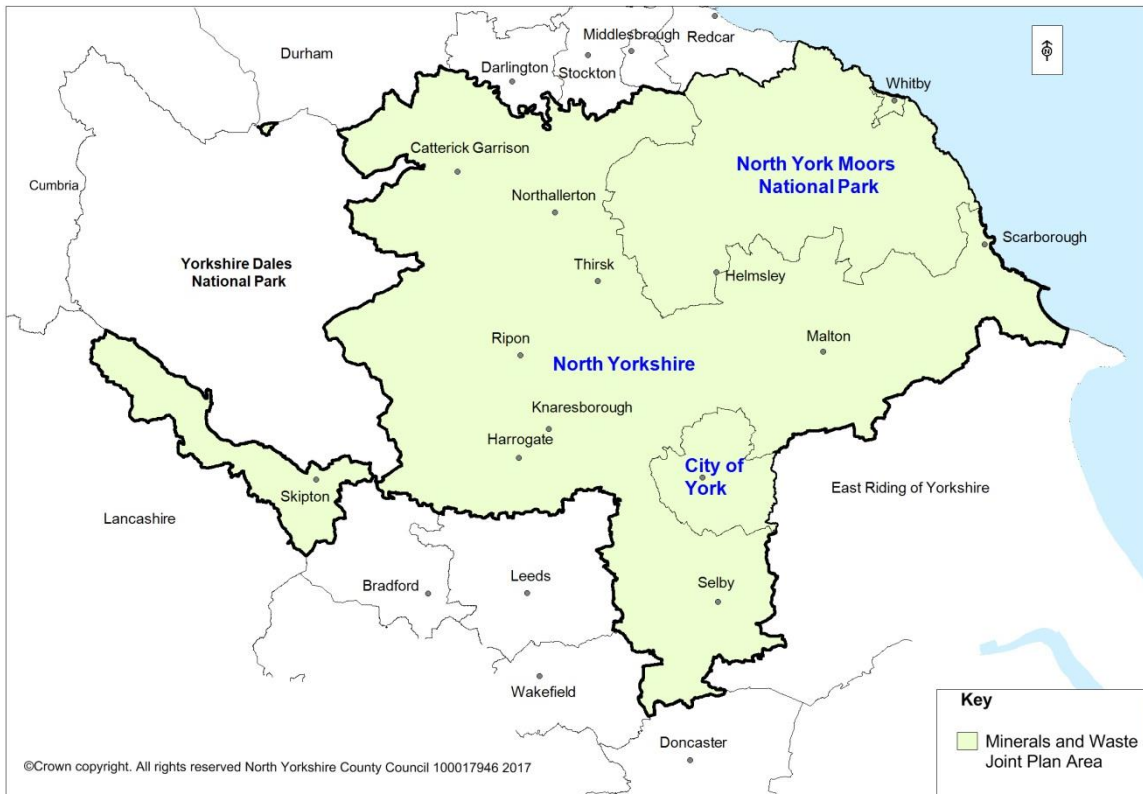 Durham
Middlesbrough
Redcar
Darlington
Stockton
N
Whitby
Catterick Garrison
North York Moors
National Park
Cumbria
Northallerton
Scarborough
Yorkshire Dales
National Park
Thirsk
Helmsley
Ripon
North Yorkshire
Malton
Knaresborough
Harrogate
City of
York
Skipton
East Riding of Yorkshire
Lancashire
Bradford
Leeds
Selby
Wakefield
Doncaster
Key
Minerals and Waste
Joint Plan Area
©Crown copyright. All rights reserved North Yorkshire County Council 100017946 2017